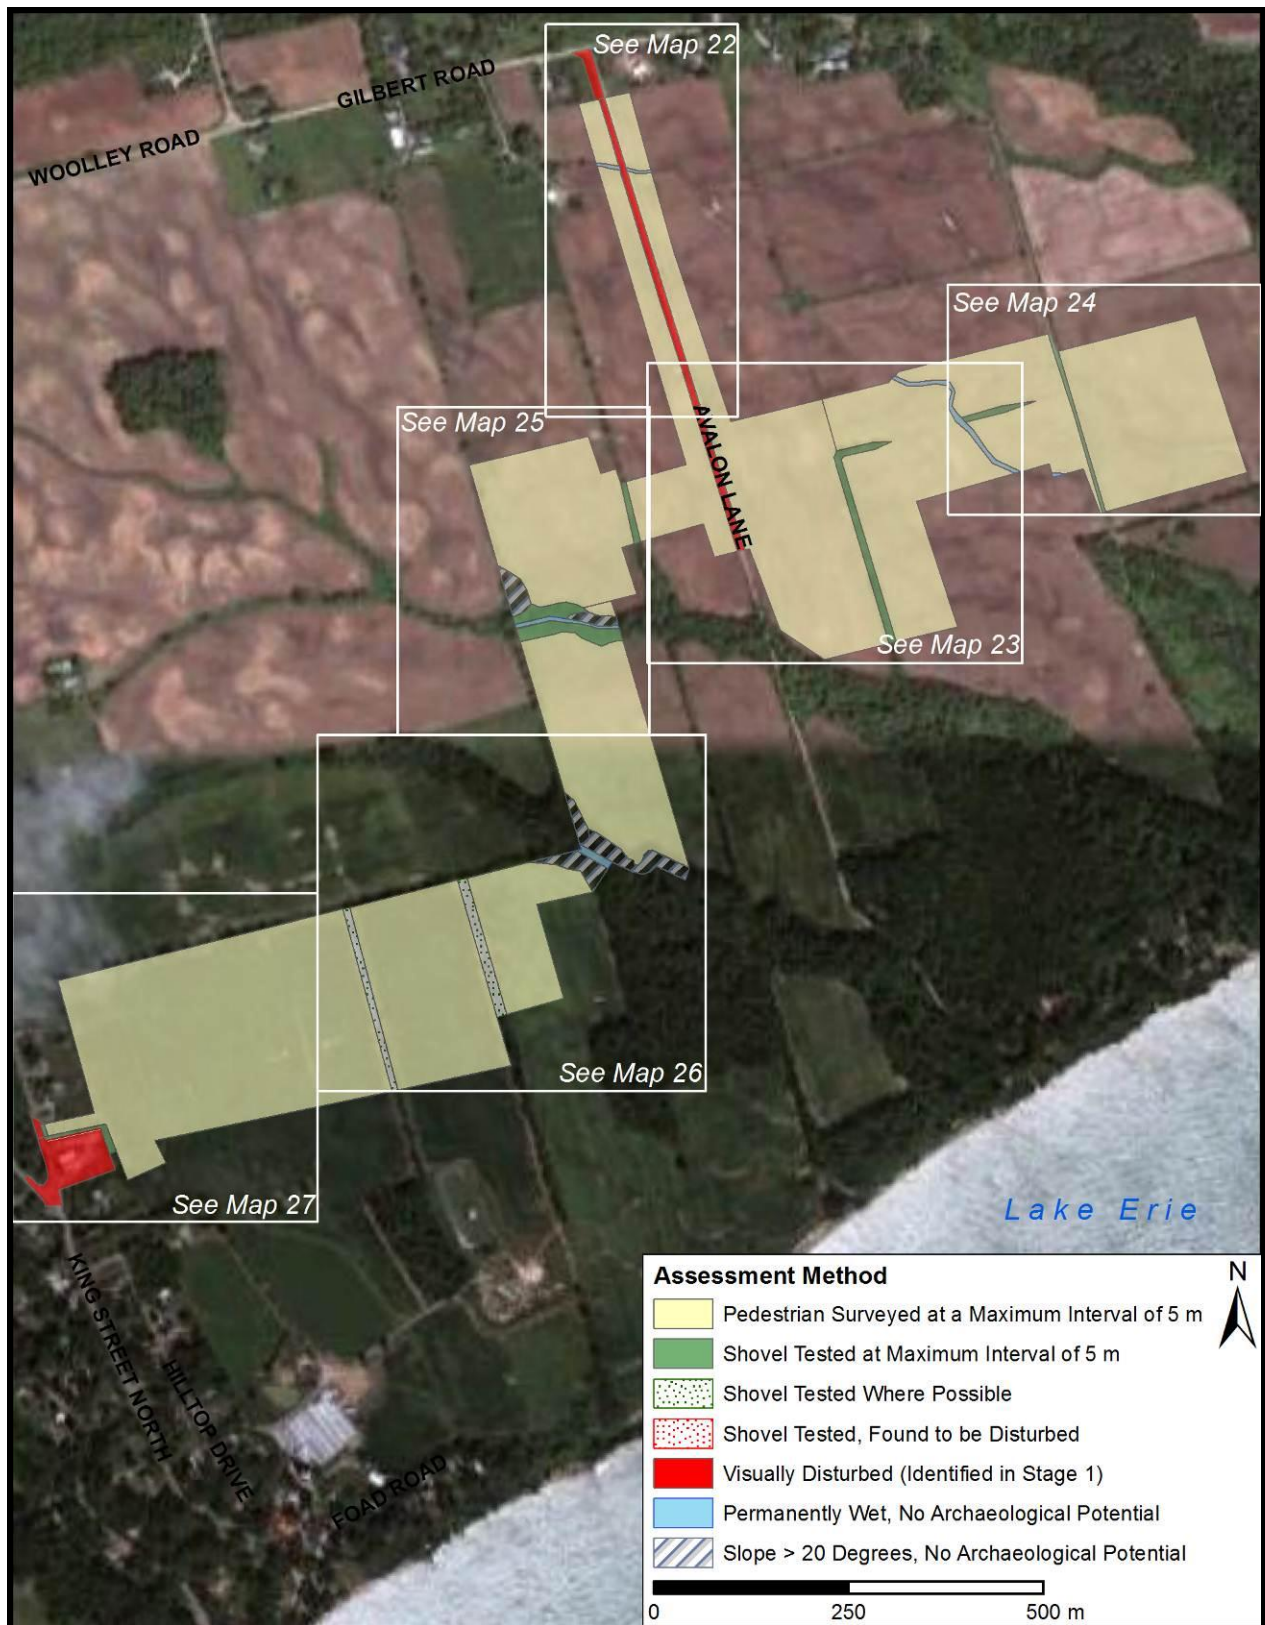 See Map 22
GILBERT ROAD
WOOLLEY ROAD
See Map 24
See Map 25
AVALON LANE
See Map 23
See Map 26
See Map 27
Lake Erie
KING STREET NORTH
HILLTOP DRIVE
FOAD ROAD
Assessment Method
N
Pedestrian Surveyed at a Maximum Interval of 5 m
Shovel Tested at Maximum Interval of 5 m
Shovel Tested Where Possible
Shovel Tested, Found to be Disturbed
Visually Disturbed (Identified in Stage 1)
Permanently Wet, No Archaeological Potential
Slope > 20 Degrees, No Archaeological Potential
0 250 500 m